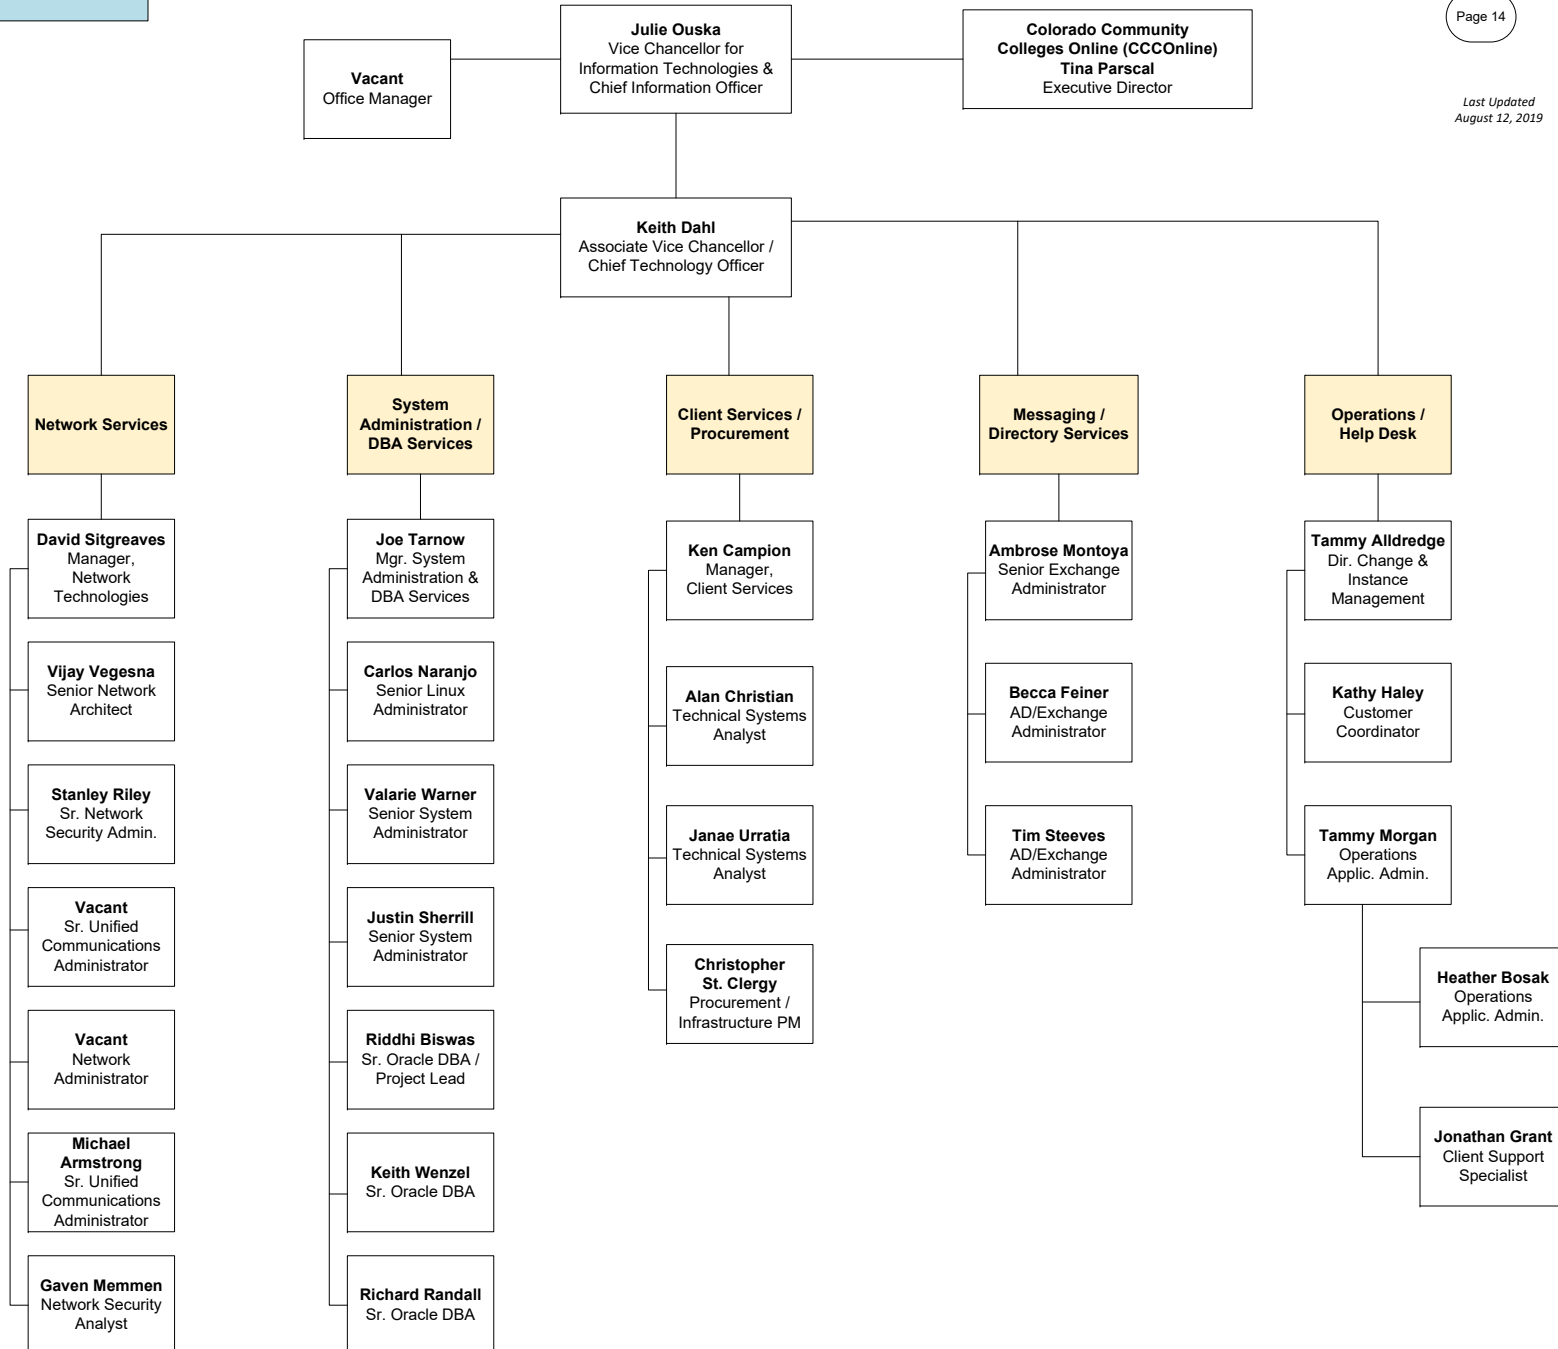 Page 14
Last Updated
August 12, 2019
Julie Ouska
Vice Chancellor for
Information Technologies &
Chief Information Officer
Vacant
Office Manager
Colorado Community
Colleges Online (CCCOnline)
Tina Parscal
Executive Director
Keith Dahl
Associate Vice Chancellor /
Chief Technology Officer
Network Services
David Sitgreaves
Manager,
Network
Technologies
Vijay Vegesna
Senior Network
Architect
Stanley Riley
Sr. Network
Security Admin.
Vacant
Sr. Unified
Communications
Administrator
Vacant
Network
Administrator
Michael
Armstrong
Sr. Unified
Communications
Administrator
Gaven Memmen
Network Security
Analyst
System
Administration /
DBA Services
Joe Tarnow
Mgr. System
Administration &
DBA Services
Carlos Naranjo
Senior Linux
Administrator
Valarie Warner
Senior System
Administrator
Justin Sherrill
Senior System
Administrator
Riddhi Biswas
Sr. Oracle DBA /
Project Lead
Keith Wenzel
Sr. Oracle DBA
Richard Randall
Sr. Oracle DBA
Client Services /
Procurement
Ken Campion
Manager,
Client Services
Alan Christian
Technical Systems
Analyst
Janae Urratia
Technical Systems
Analyst
Christopher
St. Clergy
Procurement /
Infrastructure PM
Messaging /
Directory Services
Ambrose Montoya
Senior Exchange
Administrator
Becca Feiner
AD/Exchange
Administrator
Tim Steeves
AD/Exchange
Administrator
Operations /
Help Desk
Tammy Alldredge
Dir. Change &
Instance
Management
Kathy Haley
Customer
Coordinator
Tammy Morgan
Operations
Applic. Admin.
Heather Bosak
Operations
Applic. Admin.
Jonathan Grant
Client Support
Specialist